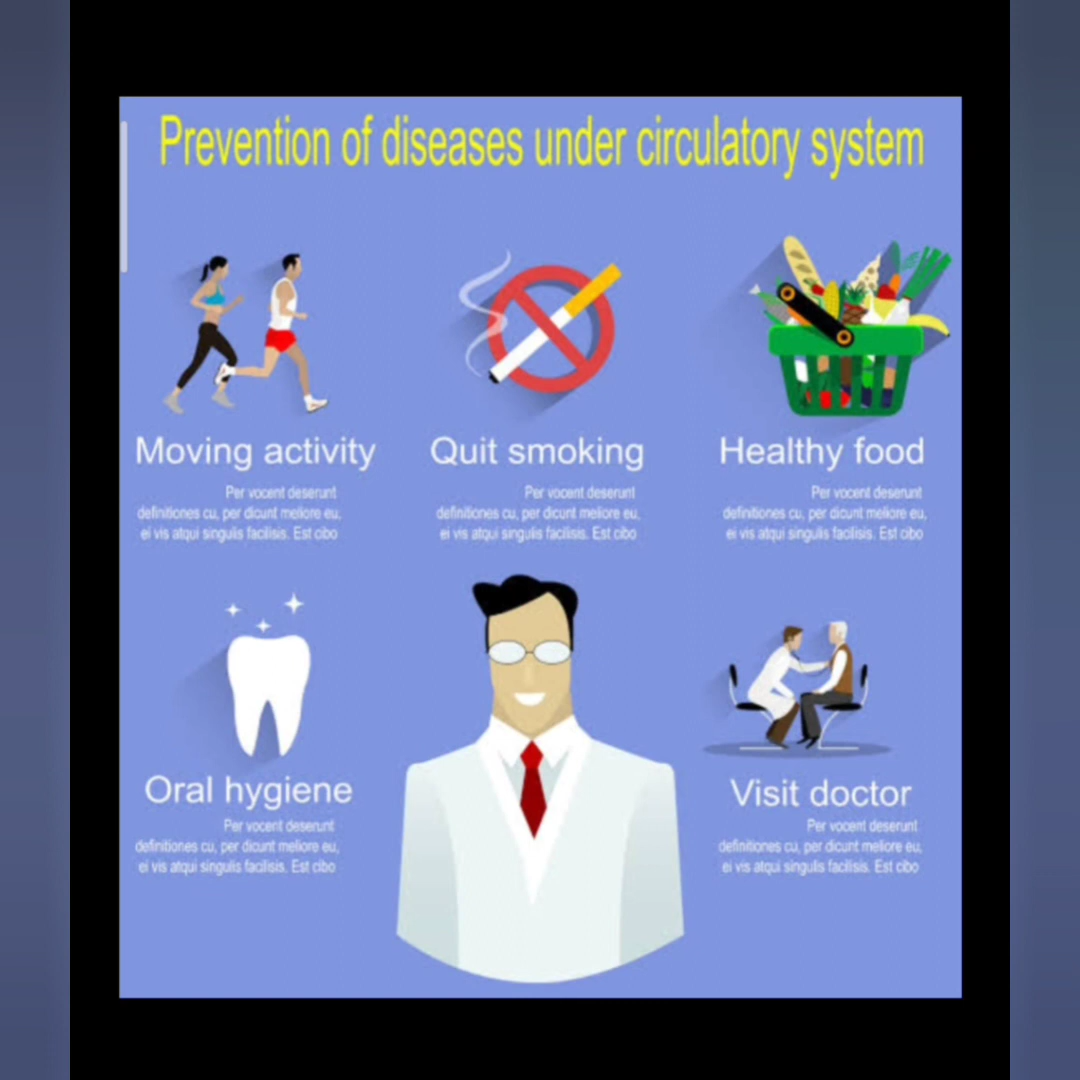 Prevention of diseases under circulatory system
Moving activity
Per vocent deserunt
definitiones cu, per dicunt meliore eu,
ei vis atqui singulis facilisis. Est cibo
Quit smoking
Per vocent deserunt
definitiones cu, per dicunt meliore eu,
ei vis atqui singulis facilisis. Est cibo
Healthy food
Per vocent deserunt
definitiones cu, per dicunt meliore eu,
ei vis atqui singulis facilisis. Est cibo
Oral hygiene
Per vocent deserunt
definitiones cu, per dicunt meliore eu,
ei vis atqui singulis facilisis. Est cibo
Visit doctor
Per vocent deserunt
definitiones cu, per dicunt meliore eu,
ei vis atqui singulis facilisis. Est cibo